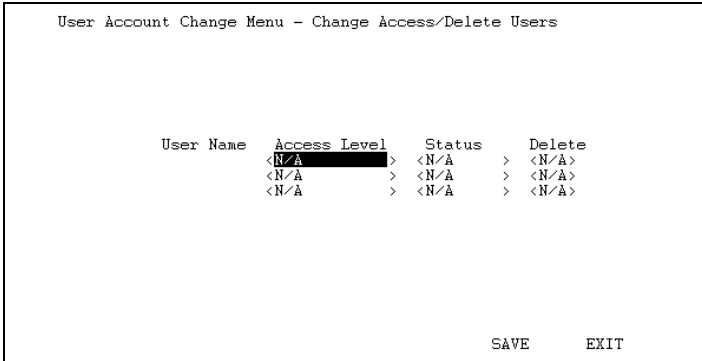 User Account Change Menu - Change Access/Delete Users
User Name Access Level Status Delete
<N/A > <N/A > <N/A>
<N/A > <N/A > <N/A>
<N/A > <N/A > <N/A>
SAVE EXIT